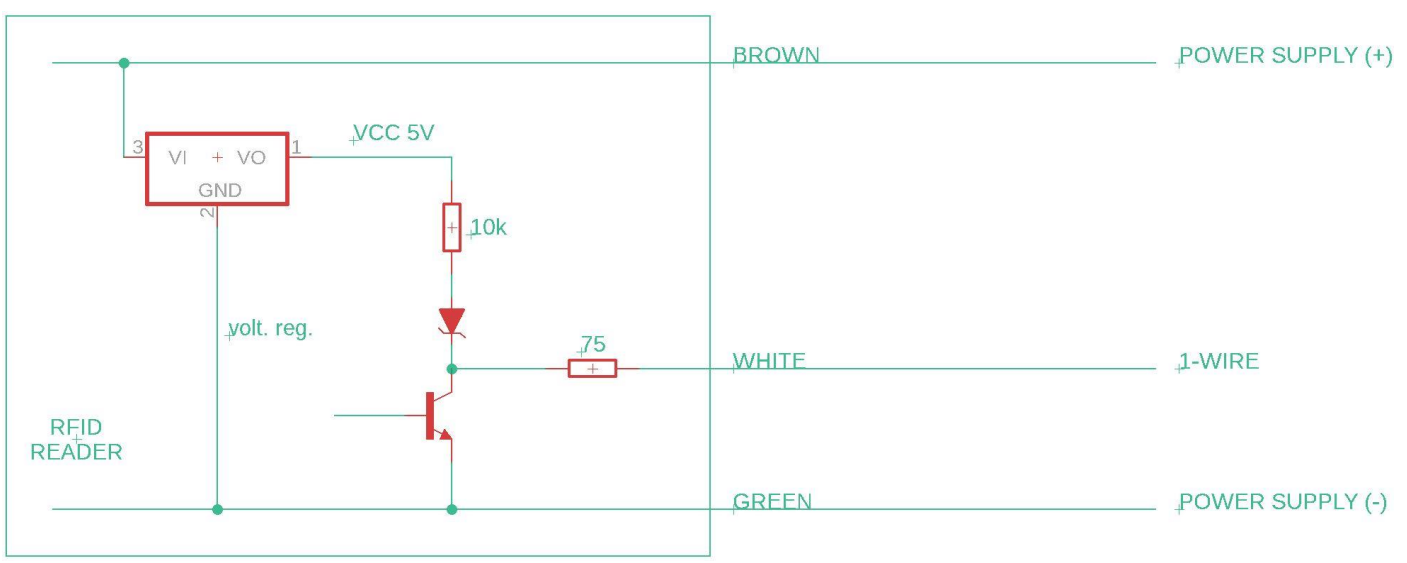 BROWN
POWER SUPPLY (+)
VCC 5V
3
VI
VO
1
GND
2
10k
volt. reg.
75
WHITE
1-WIRE
RFID
READER
GREEN
POWER SUPPLY (-)